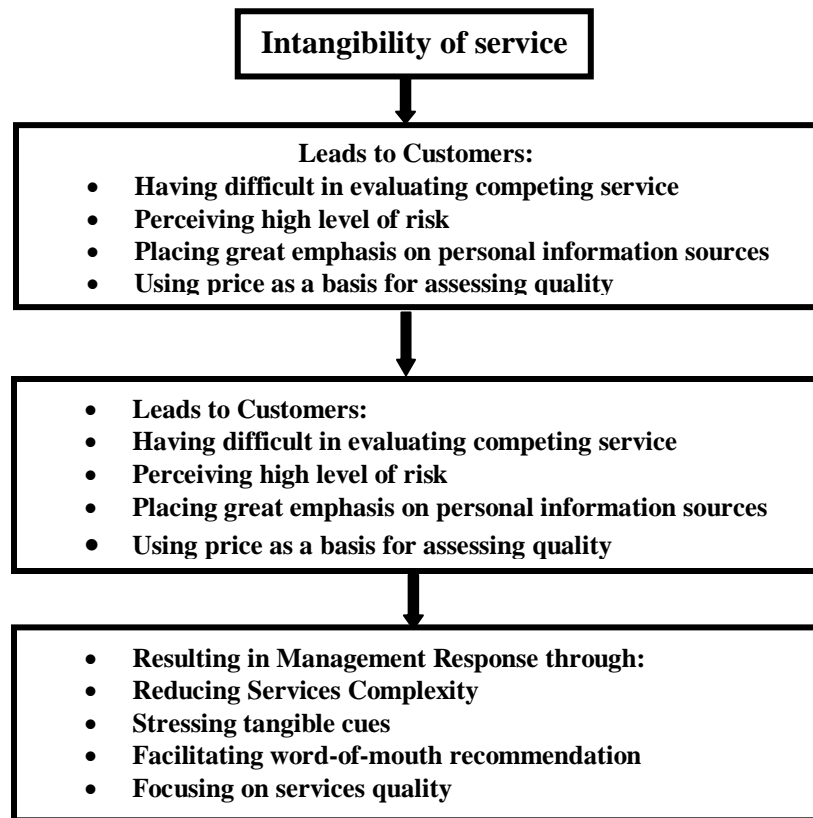 Intangibility of service
Leads to Customers:
• Having difficult in evaluating competing service
• Perceiving high level of risk
• Placing great emphasis on personal information sources
• Using price as a basis for assessing quality
• Leads to Customers:
• Having difficult in evaluating competing service
• Perceiving high level of risk
• Placing great emphasis on personal information sources
• Using price as a basis for assessing quality
• Resulting in Management Response through:
• Reducing Services Complexity
• Stressing tangible cues
• Facilitating word-of-mouth recommendation
• Focusing on services quality